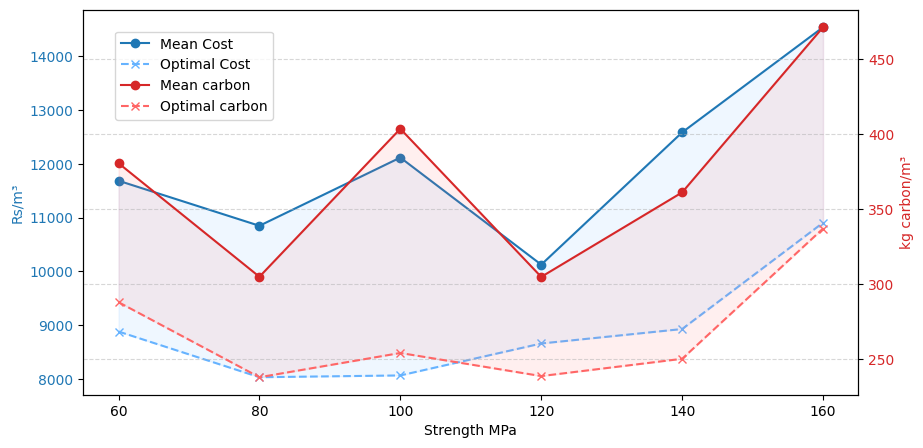 Mean Cost
Optimal Cost
Mean carbon
Optimal carbon
14000
13000
12000
11000
10000
9000
8000
Rs/m³
450
400
350
300
250
kg carbon/m³
60 80 100 120 140 160
Strength MPa